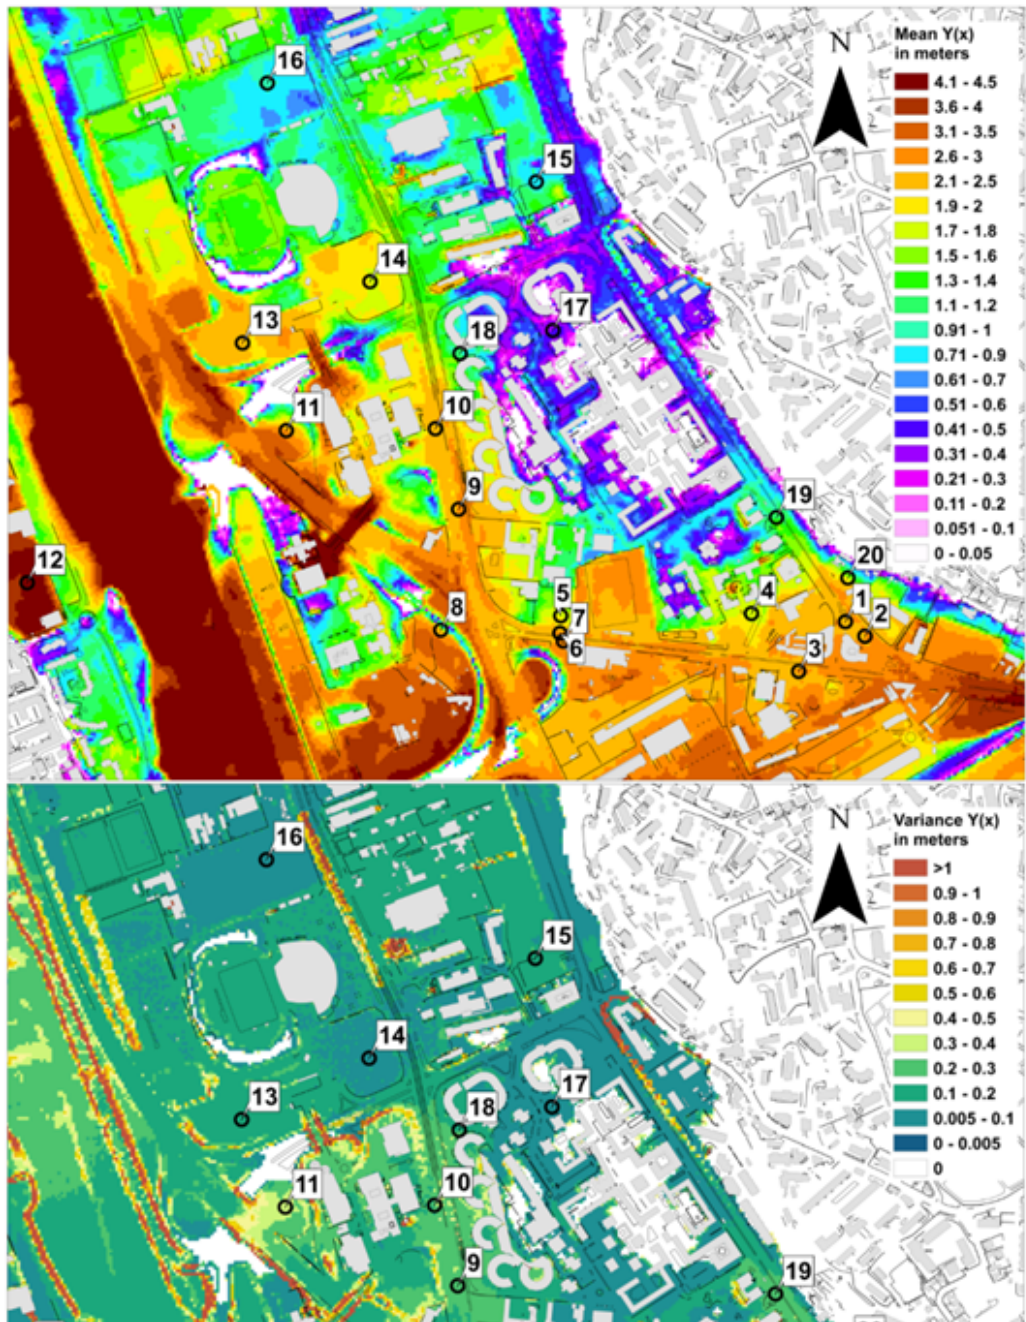 Mean Y(x)
in meters
4.1 - 4.5
3.6 - 4
3.1 - 3.5
2.6 - 3
2.1 - 2.5
1.9 - 2
1.7 - 1.8
1.5 - 1.6
1.3 - 1.4
1.1 - 1.2
0.91 - 1
0.71 - 0.9
0.61 - 0.7
0.51 - 0.6
0.41 - 0.5
0.31 - 0.4
0.21 - 0.3
0.11 - 0.2
0.051 - 0.1
0 - 0.05
N
16
15
14
13
17
18
11
10
9
19
12
20
5
4
1
2
7
8
6
3
Variance Y(x)
in meters
>1
0.9 - 1
0.8 - 0.9
0.7 - 0.8
0.6 - 0.7
0.5 - 0.6
0.4 - 0.5
0.3 - 0.4
0.2 - 0.3
0.1 - 0.2
0.005 - 0.1
0 - 0.005
0
N
16
15
14
13
17
18
11
10
9
19